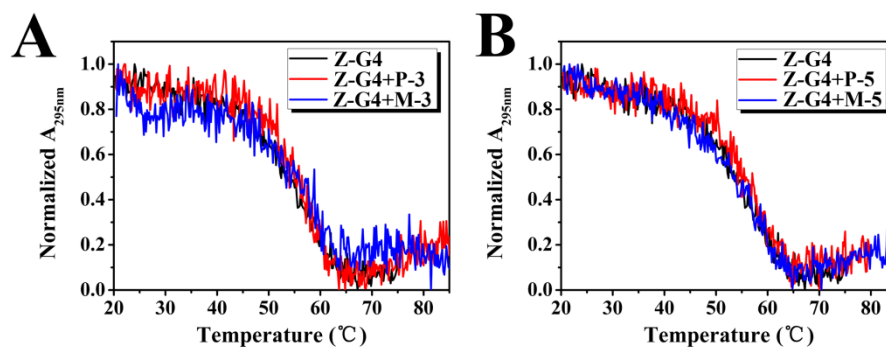 A
Normalized A295nm
1.0
0.8
0.6
0.4
0.2
0.0
Z-G4
Z-G4+P-3
Z-G4+M-3
20 30 40 50 60 70 80
Temperature (℃)
B
Normalized A295nm
1.0
0.8
0.6
0.4
0.2
0.0
Z-G4
Z-G4+P-5
Z-G4+M-5
20 30 40 50 60 70 80
Temperature (℃)